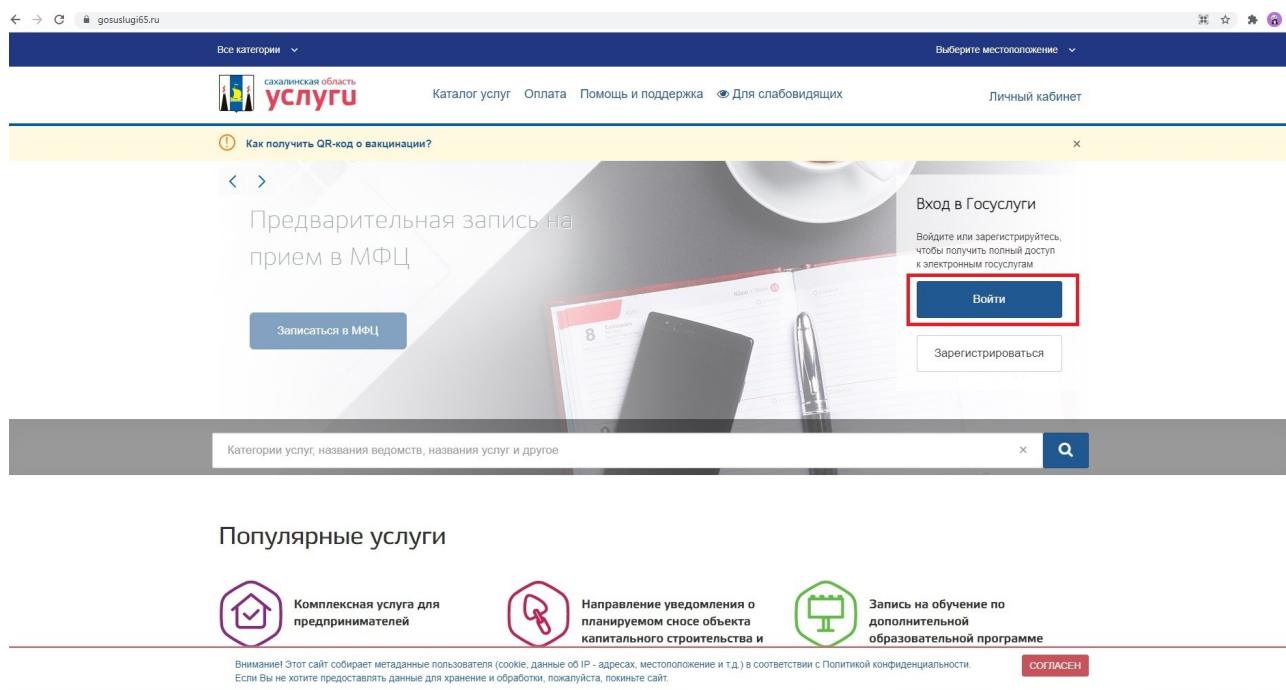 gosuslugi65.ru
Все категории
Выберите местоположение
сахалинская область
услуги
Каталог услуг Оплата Помощь и поддержка Для слабовидящих
Личный кабинет
Как получить QR-код о вакцинации?
Предварительная запись на
прием в МФЦ
Записаться в МФЦ
Вход в Госуслуги
Войдите или зарегистрируйтесь,
чтобы получить полный доступ
к электронным госуслугам
Войти
Зарегистрироваться
8
Категории услуг, названия ведомств, названия услуг и другое
Популярные услуги
Комплексная услуга для
предпринимателей
Направление уведомления о
планируемом сносе объекта
капитального строительства и
Запись на обучение по
дополнительной
образовательной программе
Внимание! Этот сайт собирает метаданные пользователя (cookie, данные об IP - адресах, местоположение и т.д.) в соответствии с Политикой конфиденциальности.
Если Вы не хотите предоставлять данные для хранение и обработки, пожалуйста, покиньте сайт.
СОГЛАСЕН